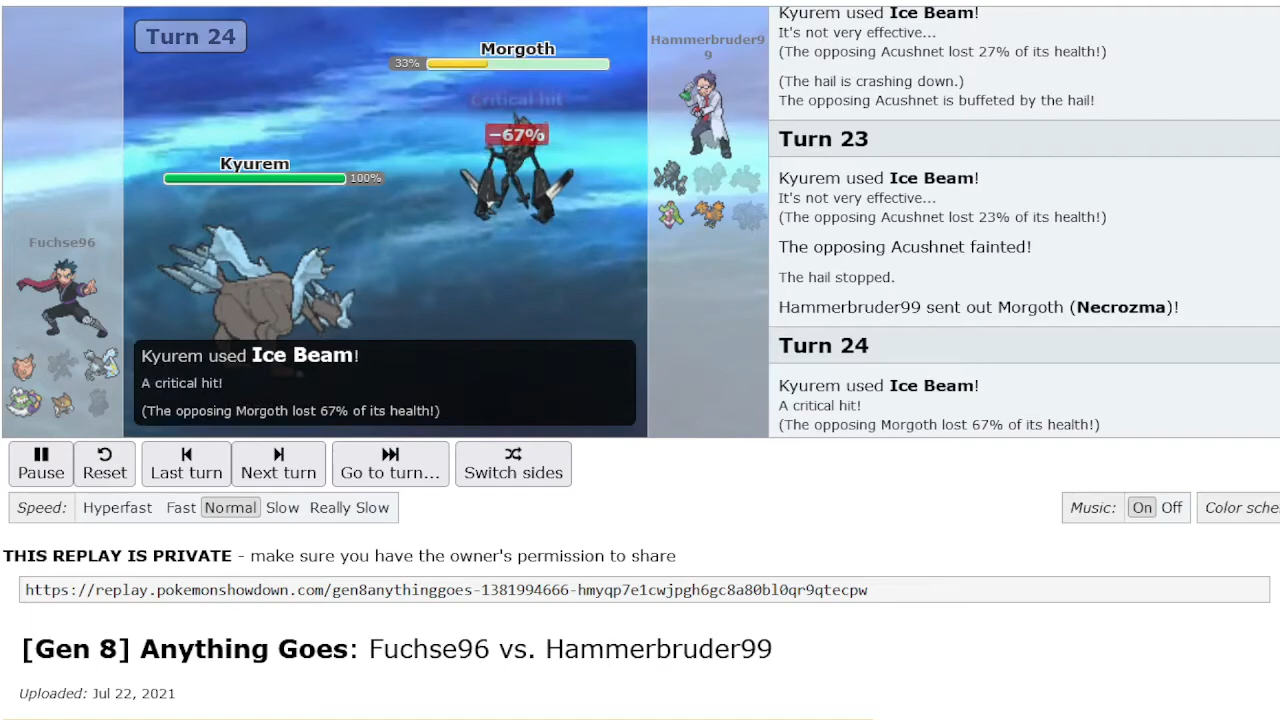 Turn 24
Morgoth
33%
Critical hit
−67%
Kyurem
100%
Kyurem used Ice Beam!
A critical hit!
(The opposing Morgoth lost 67% of its health!)
Fuchse96
Hammerbruder9
9
Kyurem used Ice Beam!
It's not very effective...
(The opposing Acushnet lost 27% of its health!)
(The hail is crashing down.)
The opposing Acushnet is buffeted by the hail!
Turn 23
Kyurem used Ice Beam!
It's not very effective...
(The opposing Acushnet lost 23% of its health!)
The opposing Acushnet fainted!
The hail stopped.
Hammerbruder99 sent out Morgoth (Necrozma)!
Turn 24
Kyurem used Ice Beam!
A critical hit!
(The opposing Morgoth lost 67% of its health!)
Pause Reset Last turn Next turn Go to turn... Switch sides
Speed: Hyperfast Fast Normal Slow Really Slow Music: On Off Color sche
THIS REPLAY IS PRIVATE - make sure you have the owner's permission to share
https://replay.pokemonshowdown.com/gen8anythinggoes-1381994666-hmyqp7e1cwjpgh6gc8a80bl0qr9qtecpw
[Gen 8] Anything Goes: Fuchse96 vs. Hammerbruder99
Uploaded: Jul 22, 2021